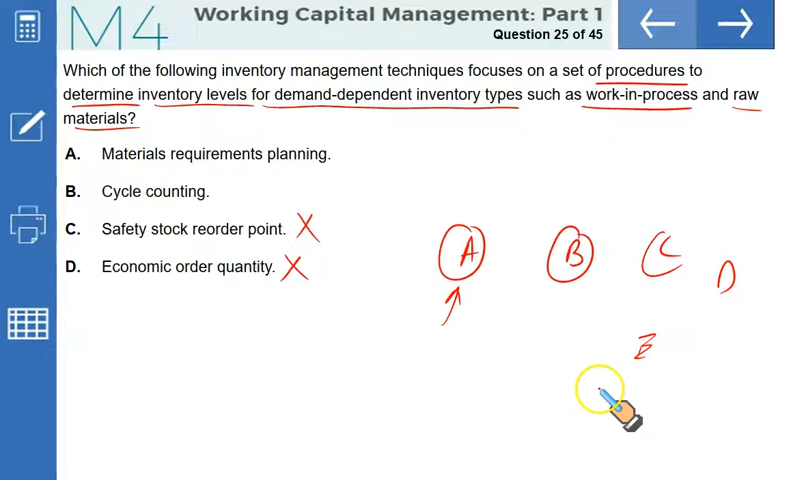 M4
Working Capital Management: Part 1
Question 25 of 45
Which of the following inventory management techniques focuses on a set of procedures to
determine inventory levels for demand-dependent inventory types such as work-in-process and raw
materials?
A. Materials requirements planning.
B. Cycle counting.
C. Safety stock reorder point. X
D. Economic order quantity. X
A B C D